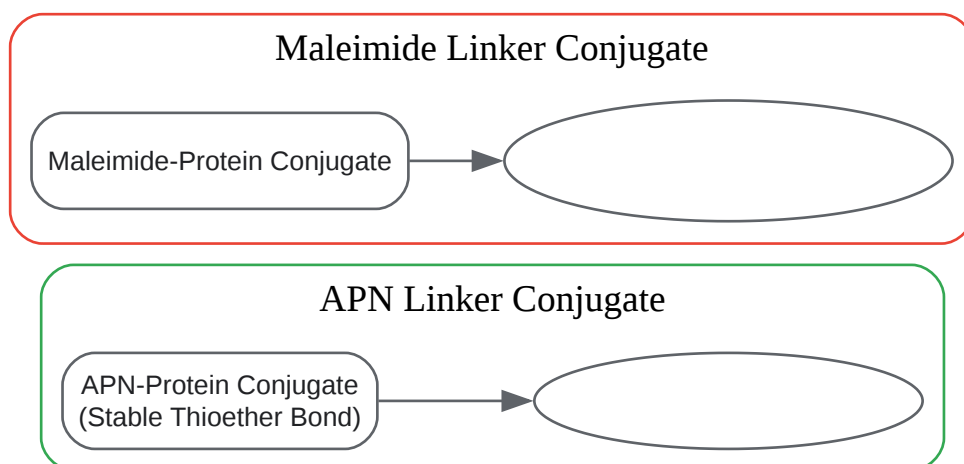 Maleimide Linker Conjugate
Maleimide-Protein Conjugate
APN Linker Conjugate
APN-Protein Conjugate
(Stable Thioether Bond)